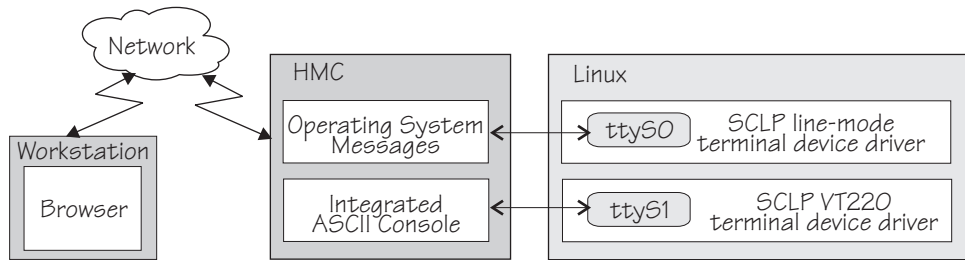 Network
HMC
Linux
Operating System
Messages
ttyS0
SCLP line-mode
terminal device driver
Workstation
Browser
Integrated
ASCII Console
ttyS1
SCLP VT220
terminal device driver